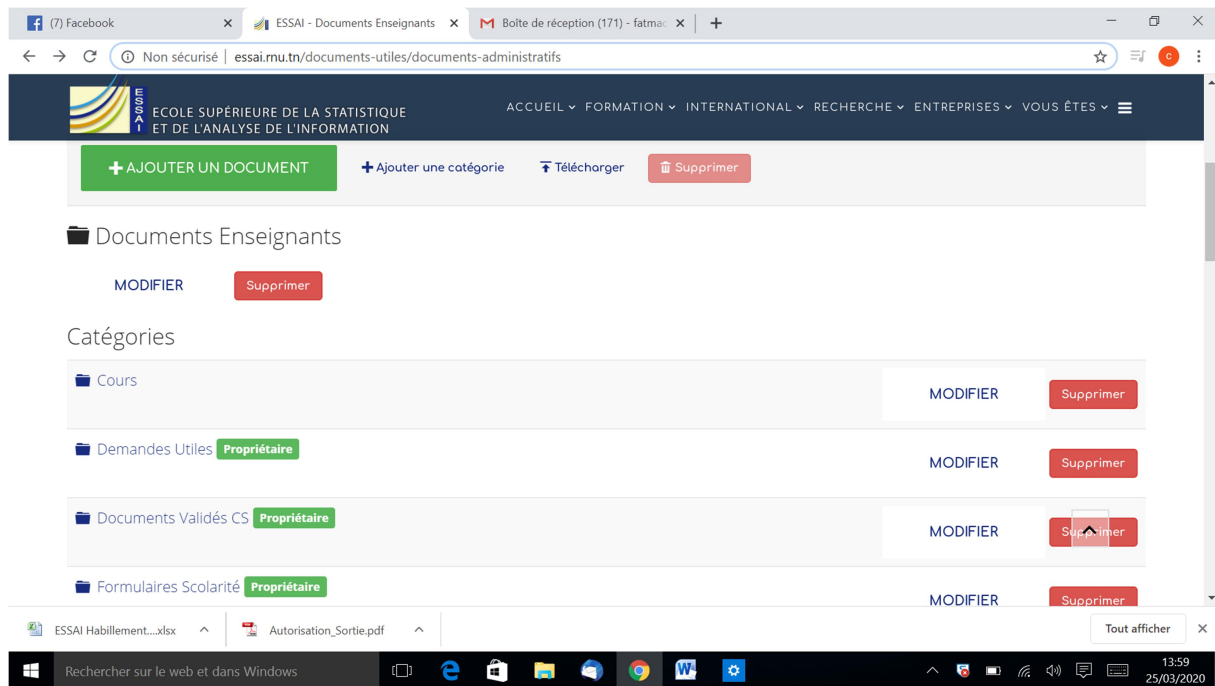 (7) Facebook
ESSAI - Documents Enseignants
Boîte de réception (171) - fatmac
Non sécurisé | essai.rnu.tn/documents-utiles/documents-administratifs
C
ESSAI
ECOLE SUPÉRIEURE DE LA STATISTIQUE
ET DE L'ANALYSE DE L'INFORMATION
ACCUEIL FORMATION INTERNATIONAL RECHERCHE ENTREPRISES VOUS ÊTES
AJOUTER UN DOCUMENT
Ajouter une catégorie
Télécharger
Supprimer
Documents Enseignants
MODIFIER
Supprimer
Catégories
Cours
MODIFIER
Supprimer
Demandes Utiles Propriétaire
MODIFIER
Supprimer
Documents Validés CS Propriétaire
MODIFIER
Supprimer
Formulaires Scolarité Propriétaire
MODIFIER
Supprimer
ESSAI Habillement....xlsx
Autorisation_Sortie.pdf
Tout afficher
Rechercher sur le web et dans Windows
13:59
25/03/2020